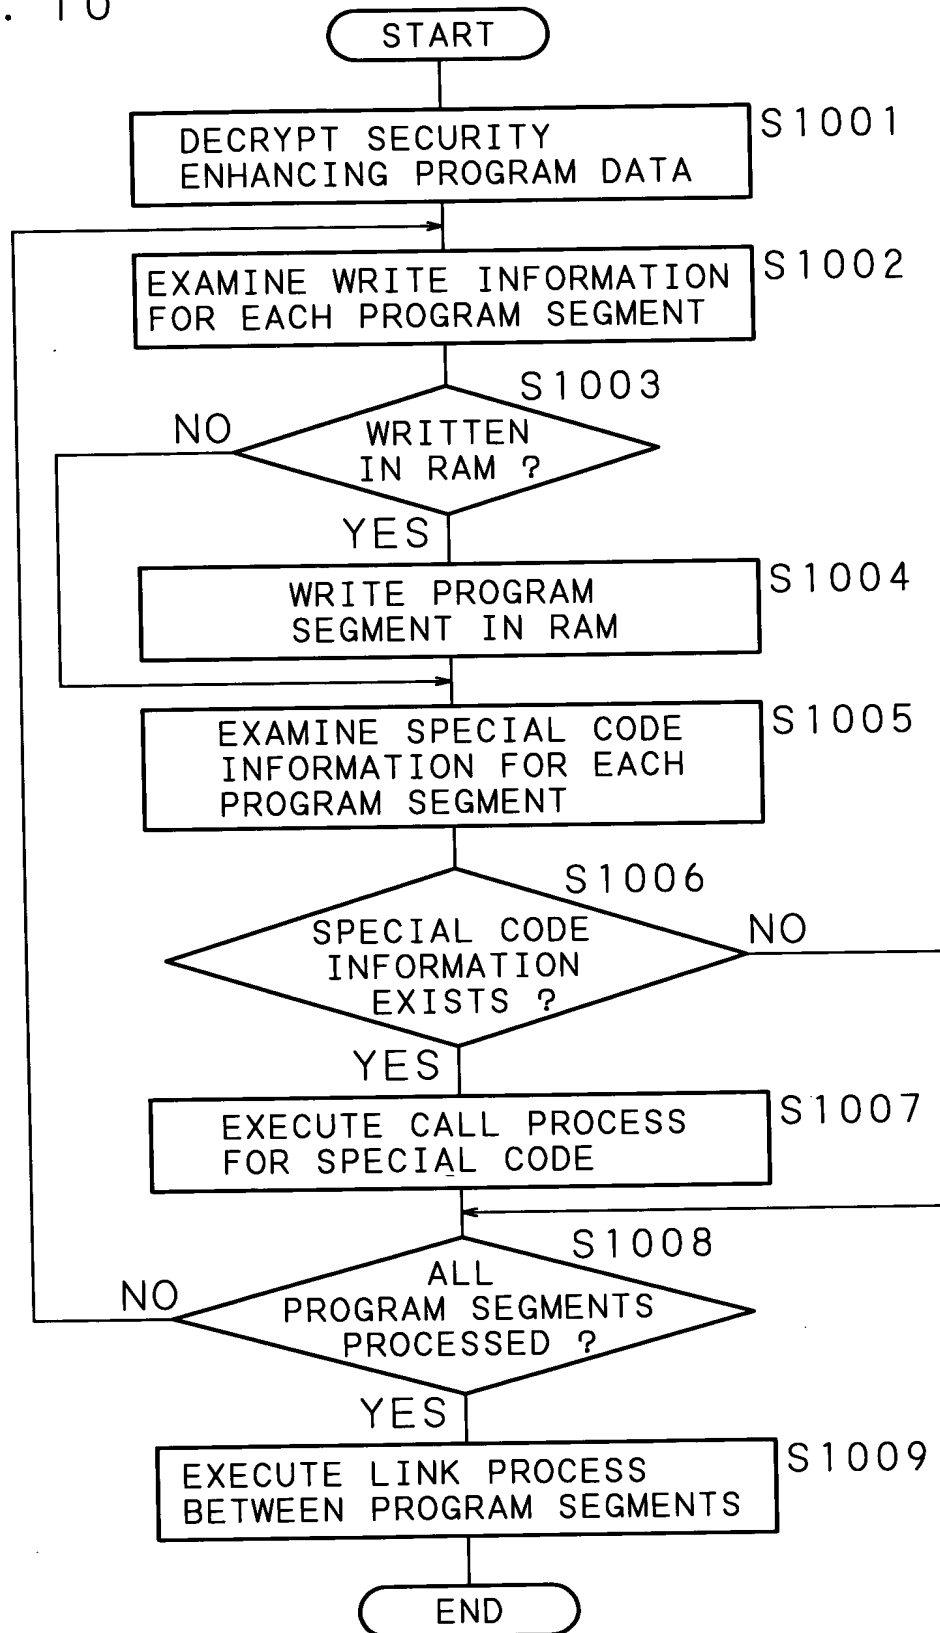 . 10
START
DECRYPT SECURITY
ENHANCING PROGRAM DATA
S1001
EXAMINE WRITE INFORMATION
FOR EACH PROGRAM SEGMENT
S1002
S1003
NO
WRITTEN
IN RAM ?
YES
WRITE PROGRAM
SEGMENT IN RAM
S1004
EXAMINE SPECIAL CODE
INFORMATION FOR EACH
PROGRAM SEGMENT
S1005
S1006
SPECIAL CODE
INFORMATION
EXISTS ?
NO
YES
EXECUTE CALL PROCESS
FOR SPECIAL CODE
S1007
S1008
NO
ALL
PROGRAM SEGMENTS
PROCESSED ?
YES
EXECUTE LINK PROCESS
BETWEEN PROGRAM SEGMENTS
S1009
END